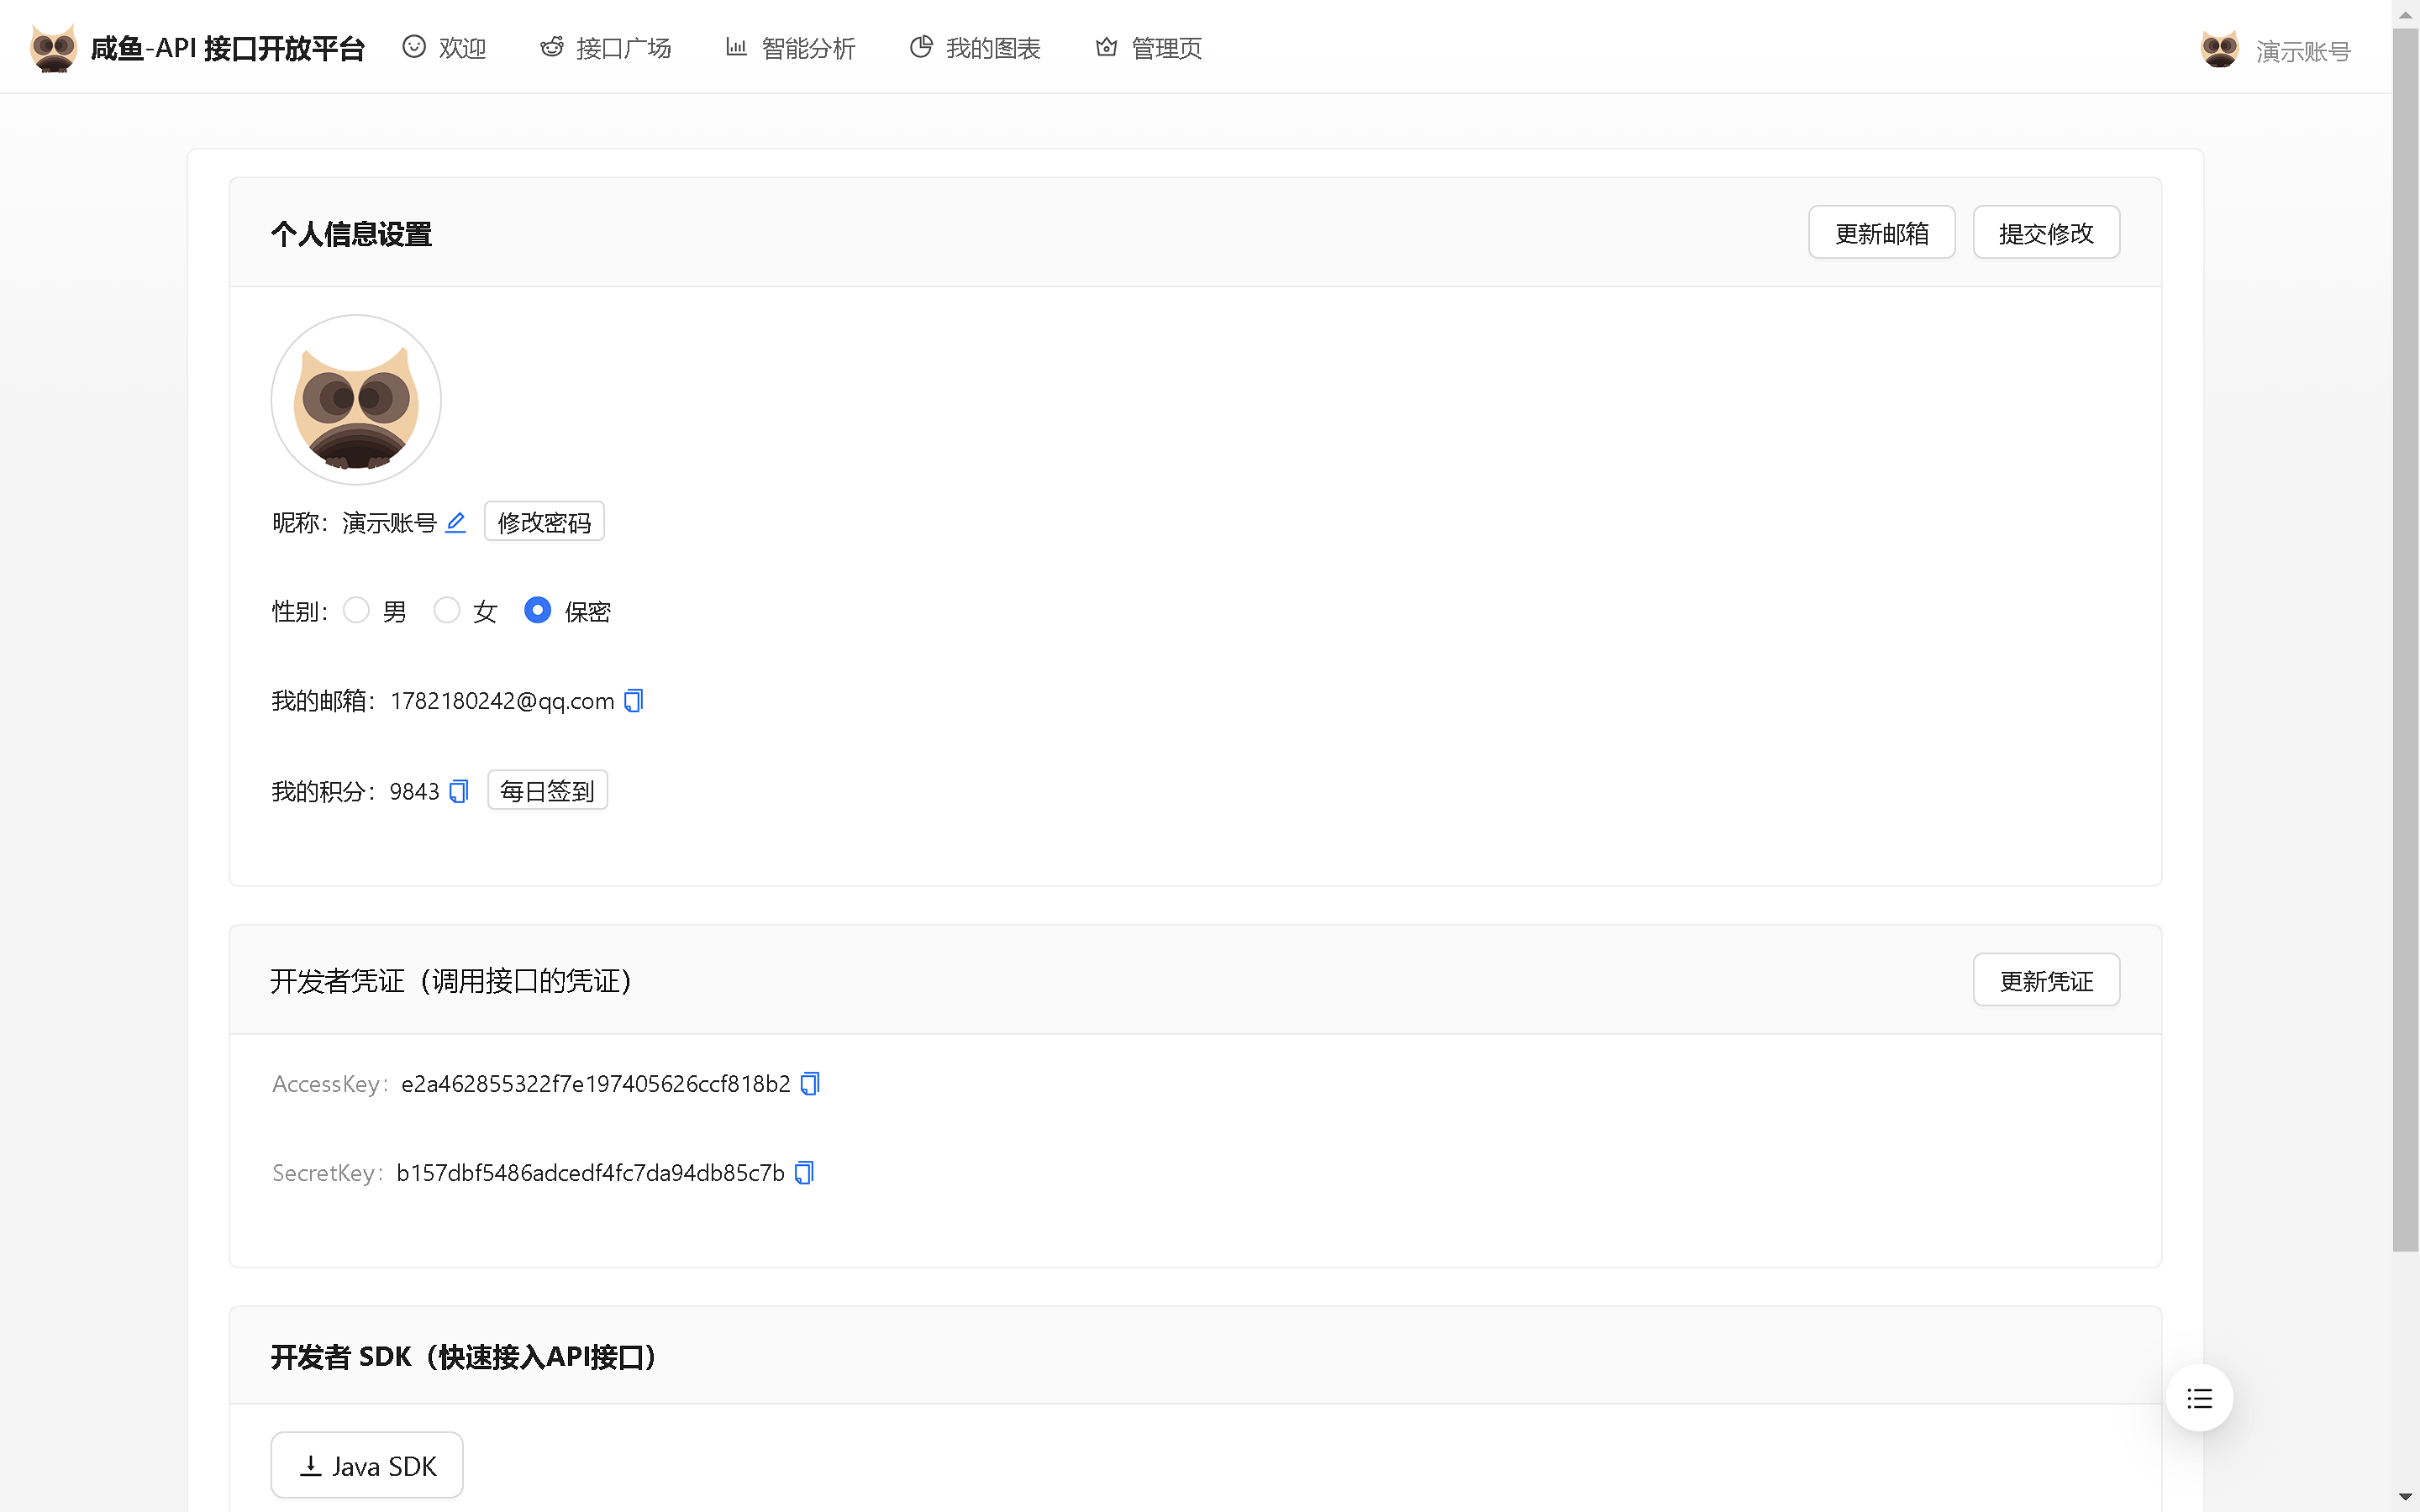 咸鱼-API 接口开放平台 欢迎 接口广场 智能分析 我的图表 管理页 演示账号
个人信息设置 更新邮箱 提交修改
昵称：演示账号 修改密码
性别： 男 女 保密
我的邮箱：1782180242@qq.com
我的积分：9843 每日签到
开发者凭证（调用接口的凭证） 更新凭证
AccessKey：e2a462855322f7e197405626ccf818b2
SecretKey：b157dbf5486adcedf4fc7da94db85c7b
开发者 SDK（快速接入API接口）
Java SDK